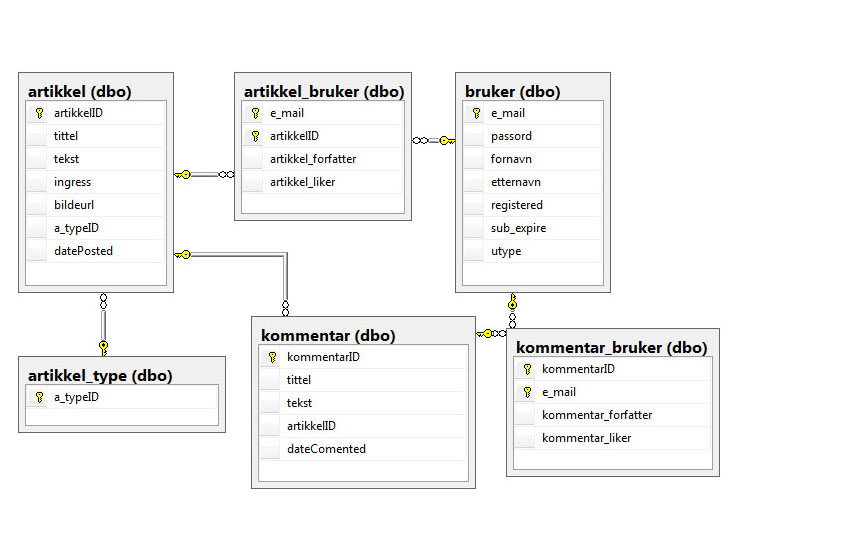 artikkel (dbo)
artikkelID
tittel
tekst
ingress
bildeurl
a_typeID
datePosted
artikkel_bruker (dbo)
e_mail
artikkelID
artikkel_forfatter
artikkel_liker
bruker (dbo)
e_mail
passord
fornavn
etternavn
registered
sub_expire
utype
artikkel_type (dbo)
a_typeID
kommentar (dbo)
kommentarID
tittel
tekst
artikkelID
dateComented
kommentar_bruker (dbo)
kommentarID
e_mail
kommentar_forfatter
kommentar_liker